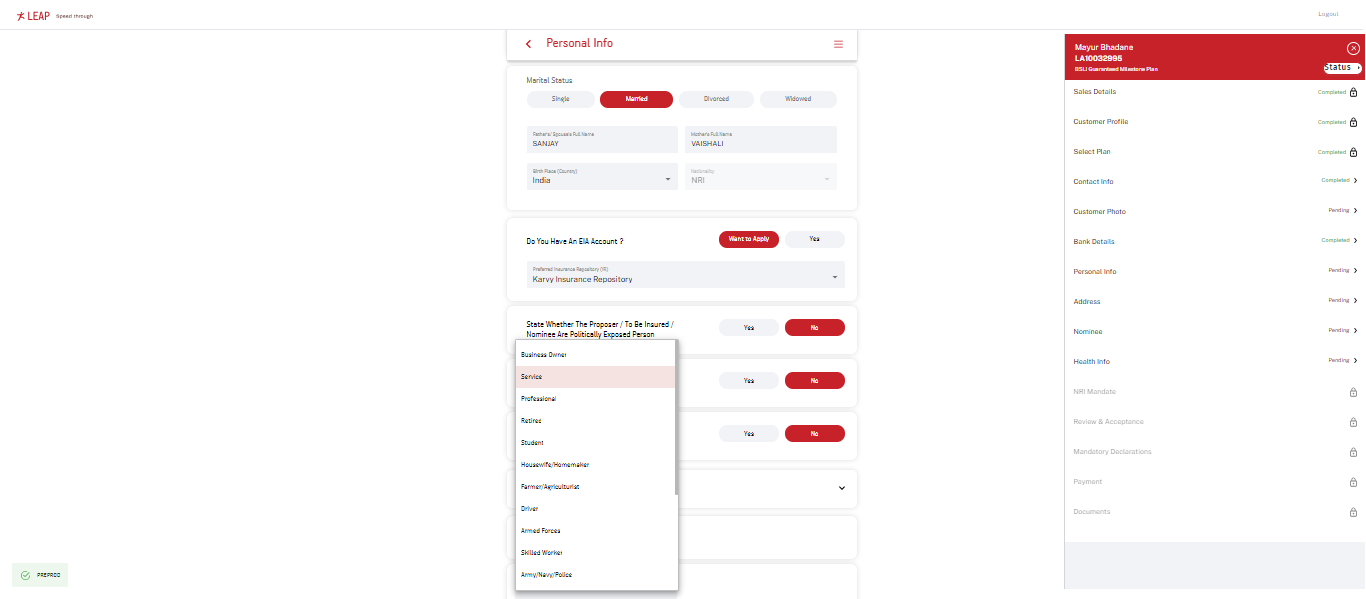 LEAP Speed through
Logout
Personal Info
Marital Status
Single Married Divorced Widowed
Father's/ Spouse's Full Name
SANJAY
Mother's Full Name
VAISHALI
Birth Place (Country)
India
Nationality
NRI
Do You Have An EIA Account ?
Want to Apply Yes
Preferred Insurance Repository (IR)
Karvy Insurance Repository
State Whether The Proposer / To Be Insured /
Nominee Are Politically Exposed Person
Yes No
Business Owner
Service
Professional
Retired
Student
Housewife/Homemaker
Farmer/Agriculturist
Driver
Armed Forces
Skilled Worker
Army/Navy/Police
Yes No
Yes No
Mayur Bhadane
LA10032995
BSLI Guaranteed Milestone Plan
Status
Sales Details Completed
Customer Profile Completed
Select Plan Completed
Contact Info Completed
Customer Photo Pending
Bank Details Completed
Personal Info Pending
Address Pending
Nominee Pending
Health Info Pending
NRI Mandate
Review & Acceptance
Mandatory Declarations
Payment
Documents
PREPROD